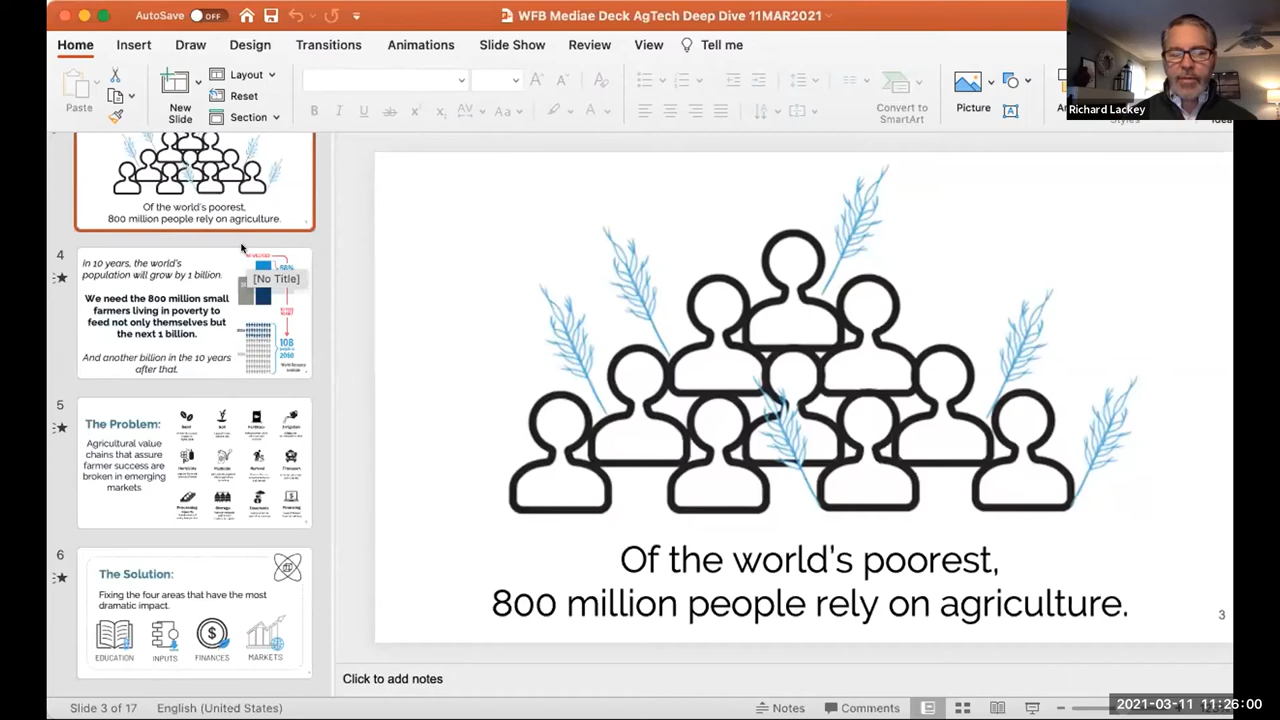 AutoSave OFF
WFB Mediae Deck AgTech Deep Dive 11MAR2021
Home Insert Draw Design Transitions Animations Slide Show Review View Tell me
Paste
New
Slide
Layout
Reset
Section
Convert to
SmartArt
Picture
Richard Lackey
Of the world's poorest,
800 million people rely on agriculture.
4
In 10 years, the world's
population will grow by 1 billion.
We need the 800 million small
farmers living in poverty to
feed not only themselves but
the next 1 billion.
And another billion in the 10 years
after that.
[No Title]
10B
2050
5
The Problem:
Agricultural value
chains that assure
farmer success are
broken in emerging
markets
6
The Solution:
Fixing the four areas that have the most
dramatic impact.
EDUCATION INPUTS FINANCES MARKETS
Of the world's poorest,
800 million people rely on agriculture.
3
Click to add notes
Slide 3 of 17 English (United States) Notes Comments
2021-03-11 11:26:00